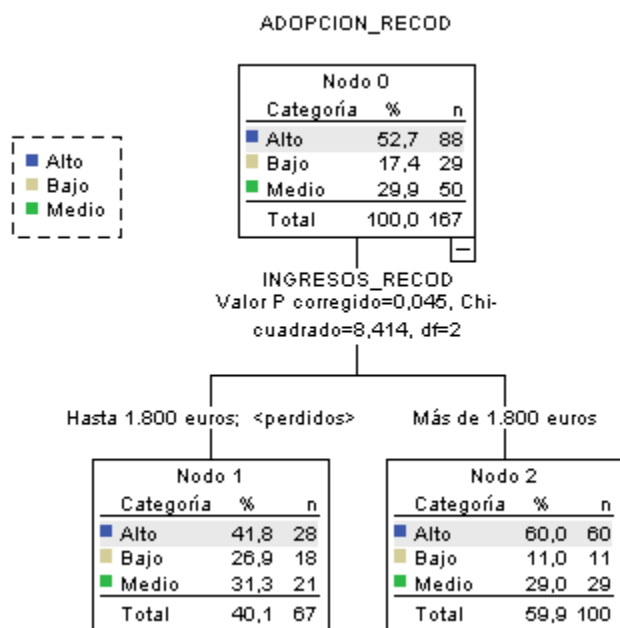 ADOPCION_RECOD
Nodo 0
Categoría % n
Alto 52,7 88
Bajo 17,4 29
Medio 29,9 50
Total 100,0 167
Alto
Bajo
Medio
INGRESOS_RECOD
Valor P corregido=0,045, Chi-
cuadrado=8,414, df=2
Hasta 1.800 euros; <perdidos>
Más de 1.800 euros
Nodo 1
Categoría % n
Alto 41,8 28
Bajo 26,9 18
Medio 31,3 21
Total 40,1 67
Nodo 2
Categoría % n
Alto 60,0 60
Bajo 11,0 11
Medio 29,0 29
Total 59,9 100